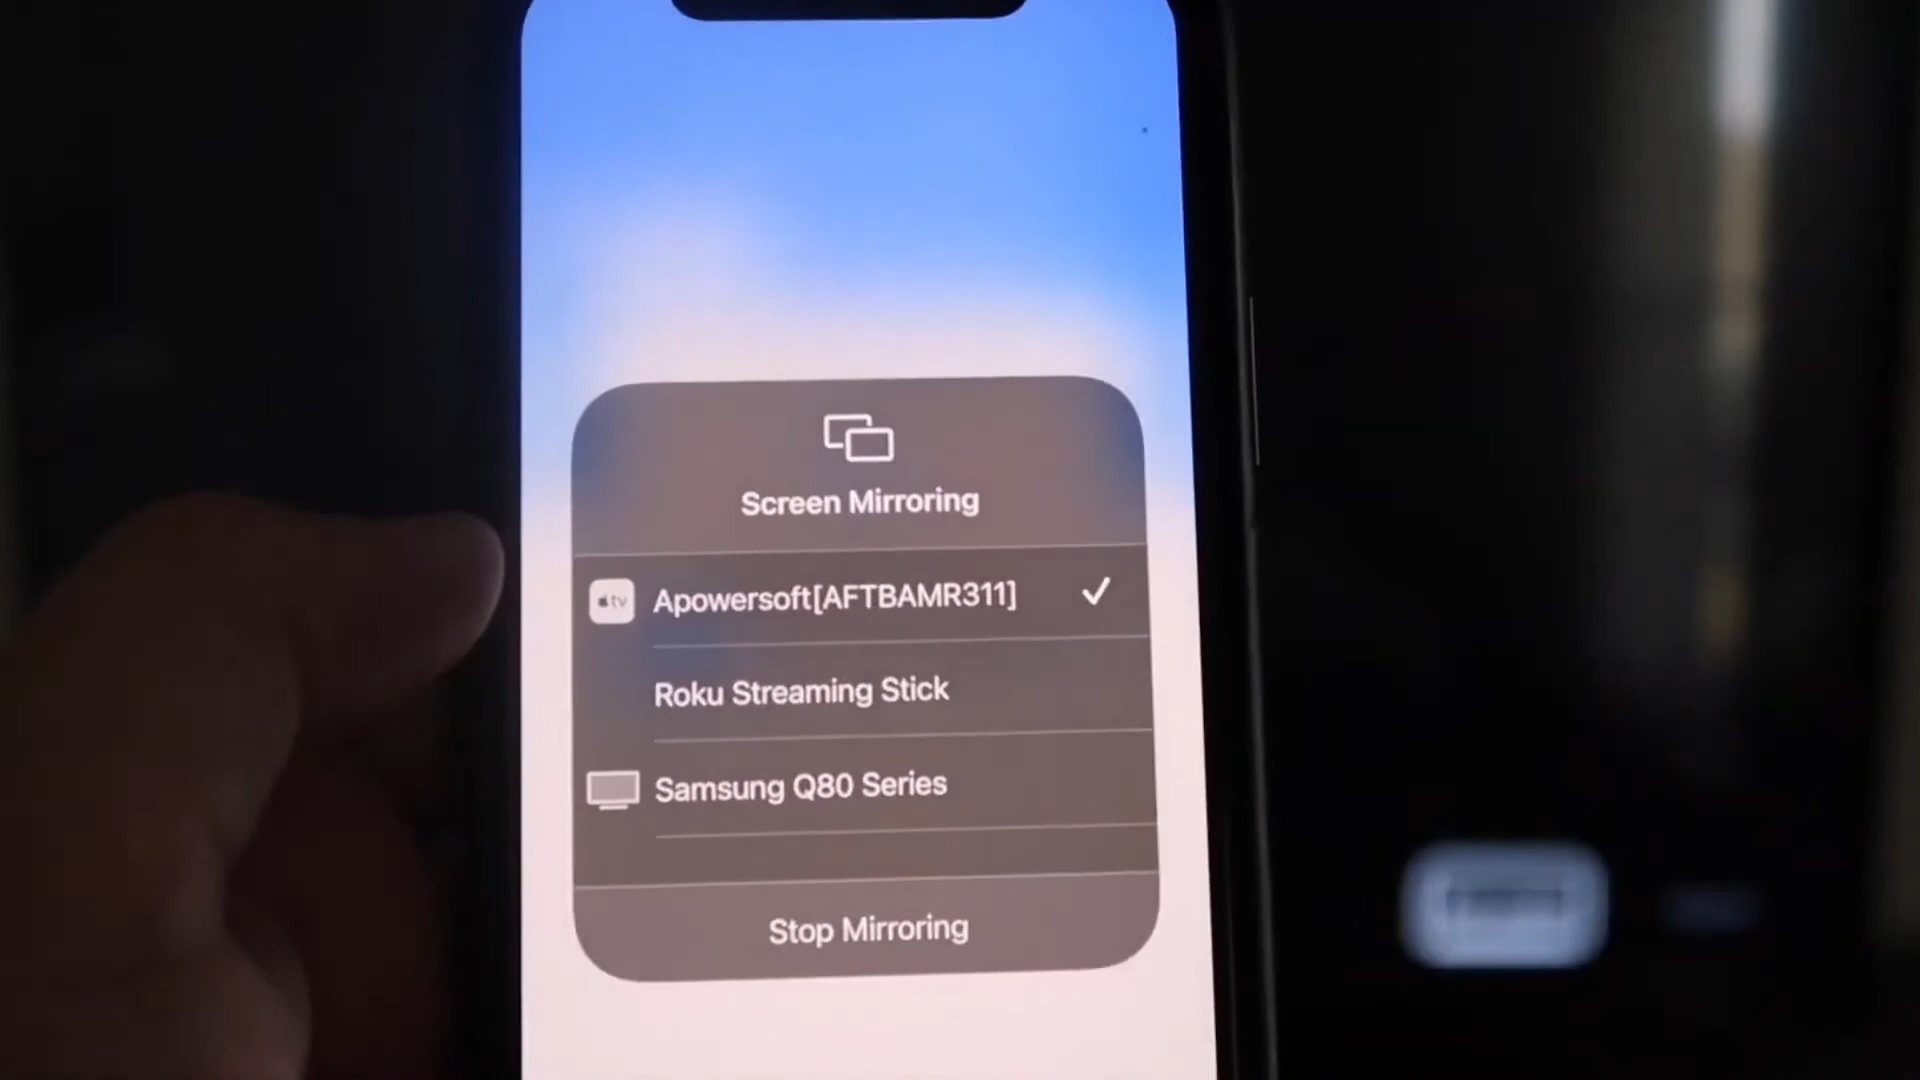 Screen Mirroring
tv Apowersoft[AFTBAMR311]
Roku Streaming Stick
Samsung Q80 Series
Stop Mirroring